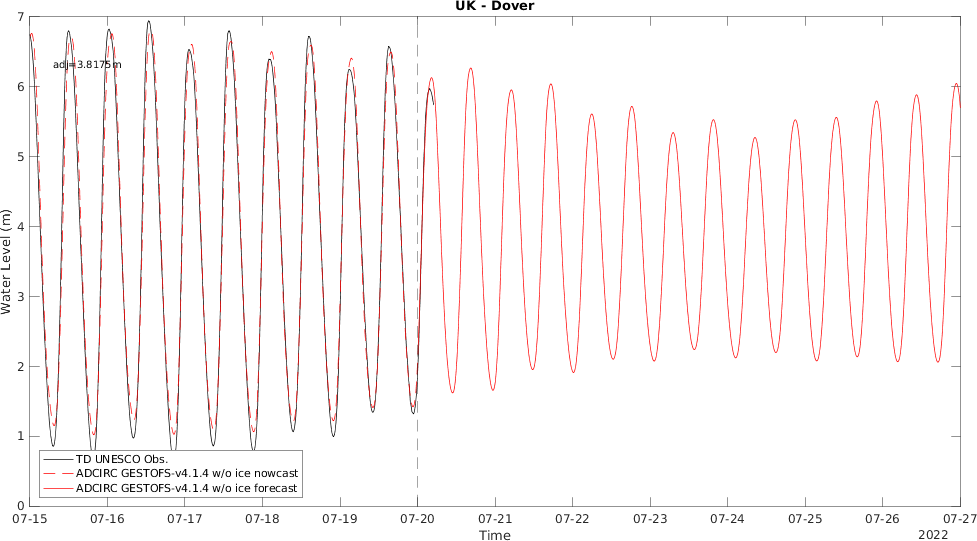 UK - Dover
7
adj=3.8175m
6
5
4
Water Level (m)
3
2
1
TD UNESCO Obs.
ADCIRC GESTOFS-v4.1.4 w/o ice nowcast
ADCIRC GESTOFS-v4.1.4 w/o ice forecast
0
07-15 07-16 07-17 07-18 07-19 07-20 07-21 07-22 07-23 07-24 07-25 07-26 07-27
Time
2022